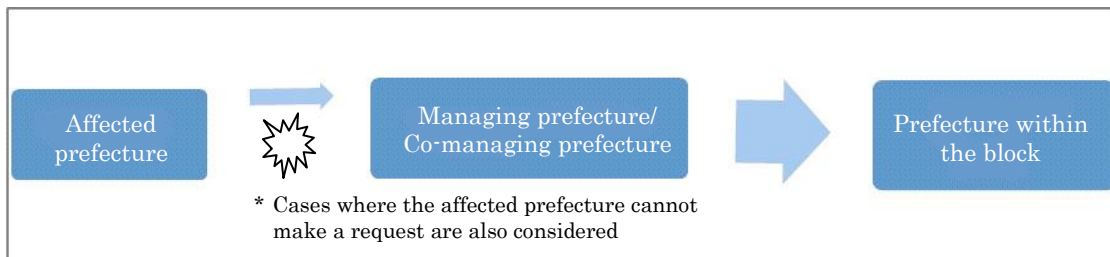 Affected
prefecture
Managing prefecture/
Co-managing prefecture
Prefecture within
the block
* Cases where the affected prefecture cannot
make a request are also considered